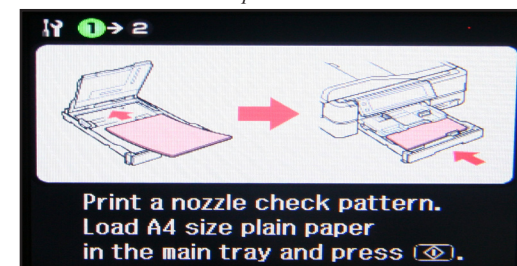 1 → 2
Print a nozzle check pattern.
Load A4 size plain paper
in the main tray and press .